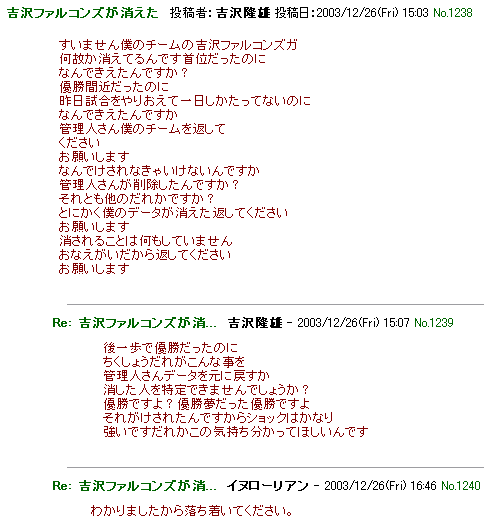 吉沢ファルコンズが消えた 投稿者：吉沢隆雄 投稿日：2003/12/26(Fri) 15:03 No.1238
すいません僕のチームの吉沢ファルコンズガ
何故か消えてるんです首位だったのに
なんできえたんですか？
優勝間近だったのに
昨日試合をやりおえて一日しかたってないのに
なんできえたんですか
管理人さん僕のチームを返して
ください
お願いします
なんでけされなきゃいけないんですか
管理人さんが削除したんですか？
それとも他のだれかですか？
とにかく僕のデータが消えた返してください
お願いします
消されることは何もしていません
おなえがいだから返してください
お願いします
Re: 吉沢ファルコンズが消... 吉沢隆雄 - 2003/12/26(Fri) 15:07 No.1239
後一歩で優勝だったのに
ちくしょうだれがこんな事を
管理人さんデータを元に戻すか
消した人を特定できませんでしょうか？
優勝ですよ？優勝夢だった優勝ですよ
それがけされたんですからショックはかなり
強いですだれかこの気持ち分かってほしいんです
Re: 吉沢ファルコンズが消... イヌローリアン - 2003/12/26(Fri) 16:46 No.1240
わかりましたから落ち着いてください。